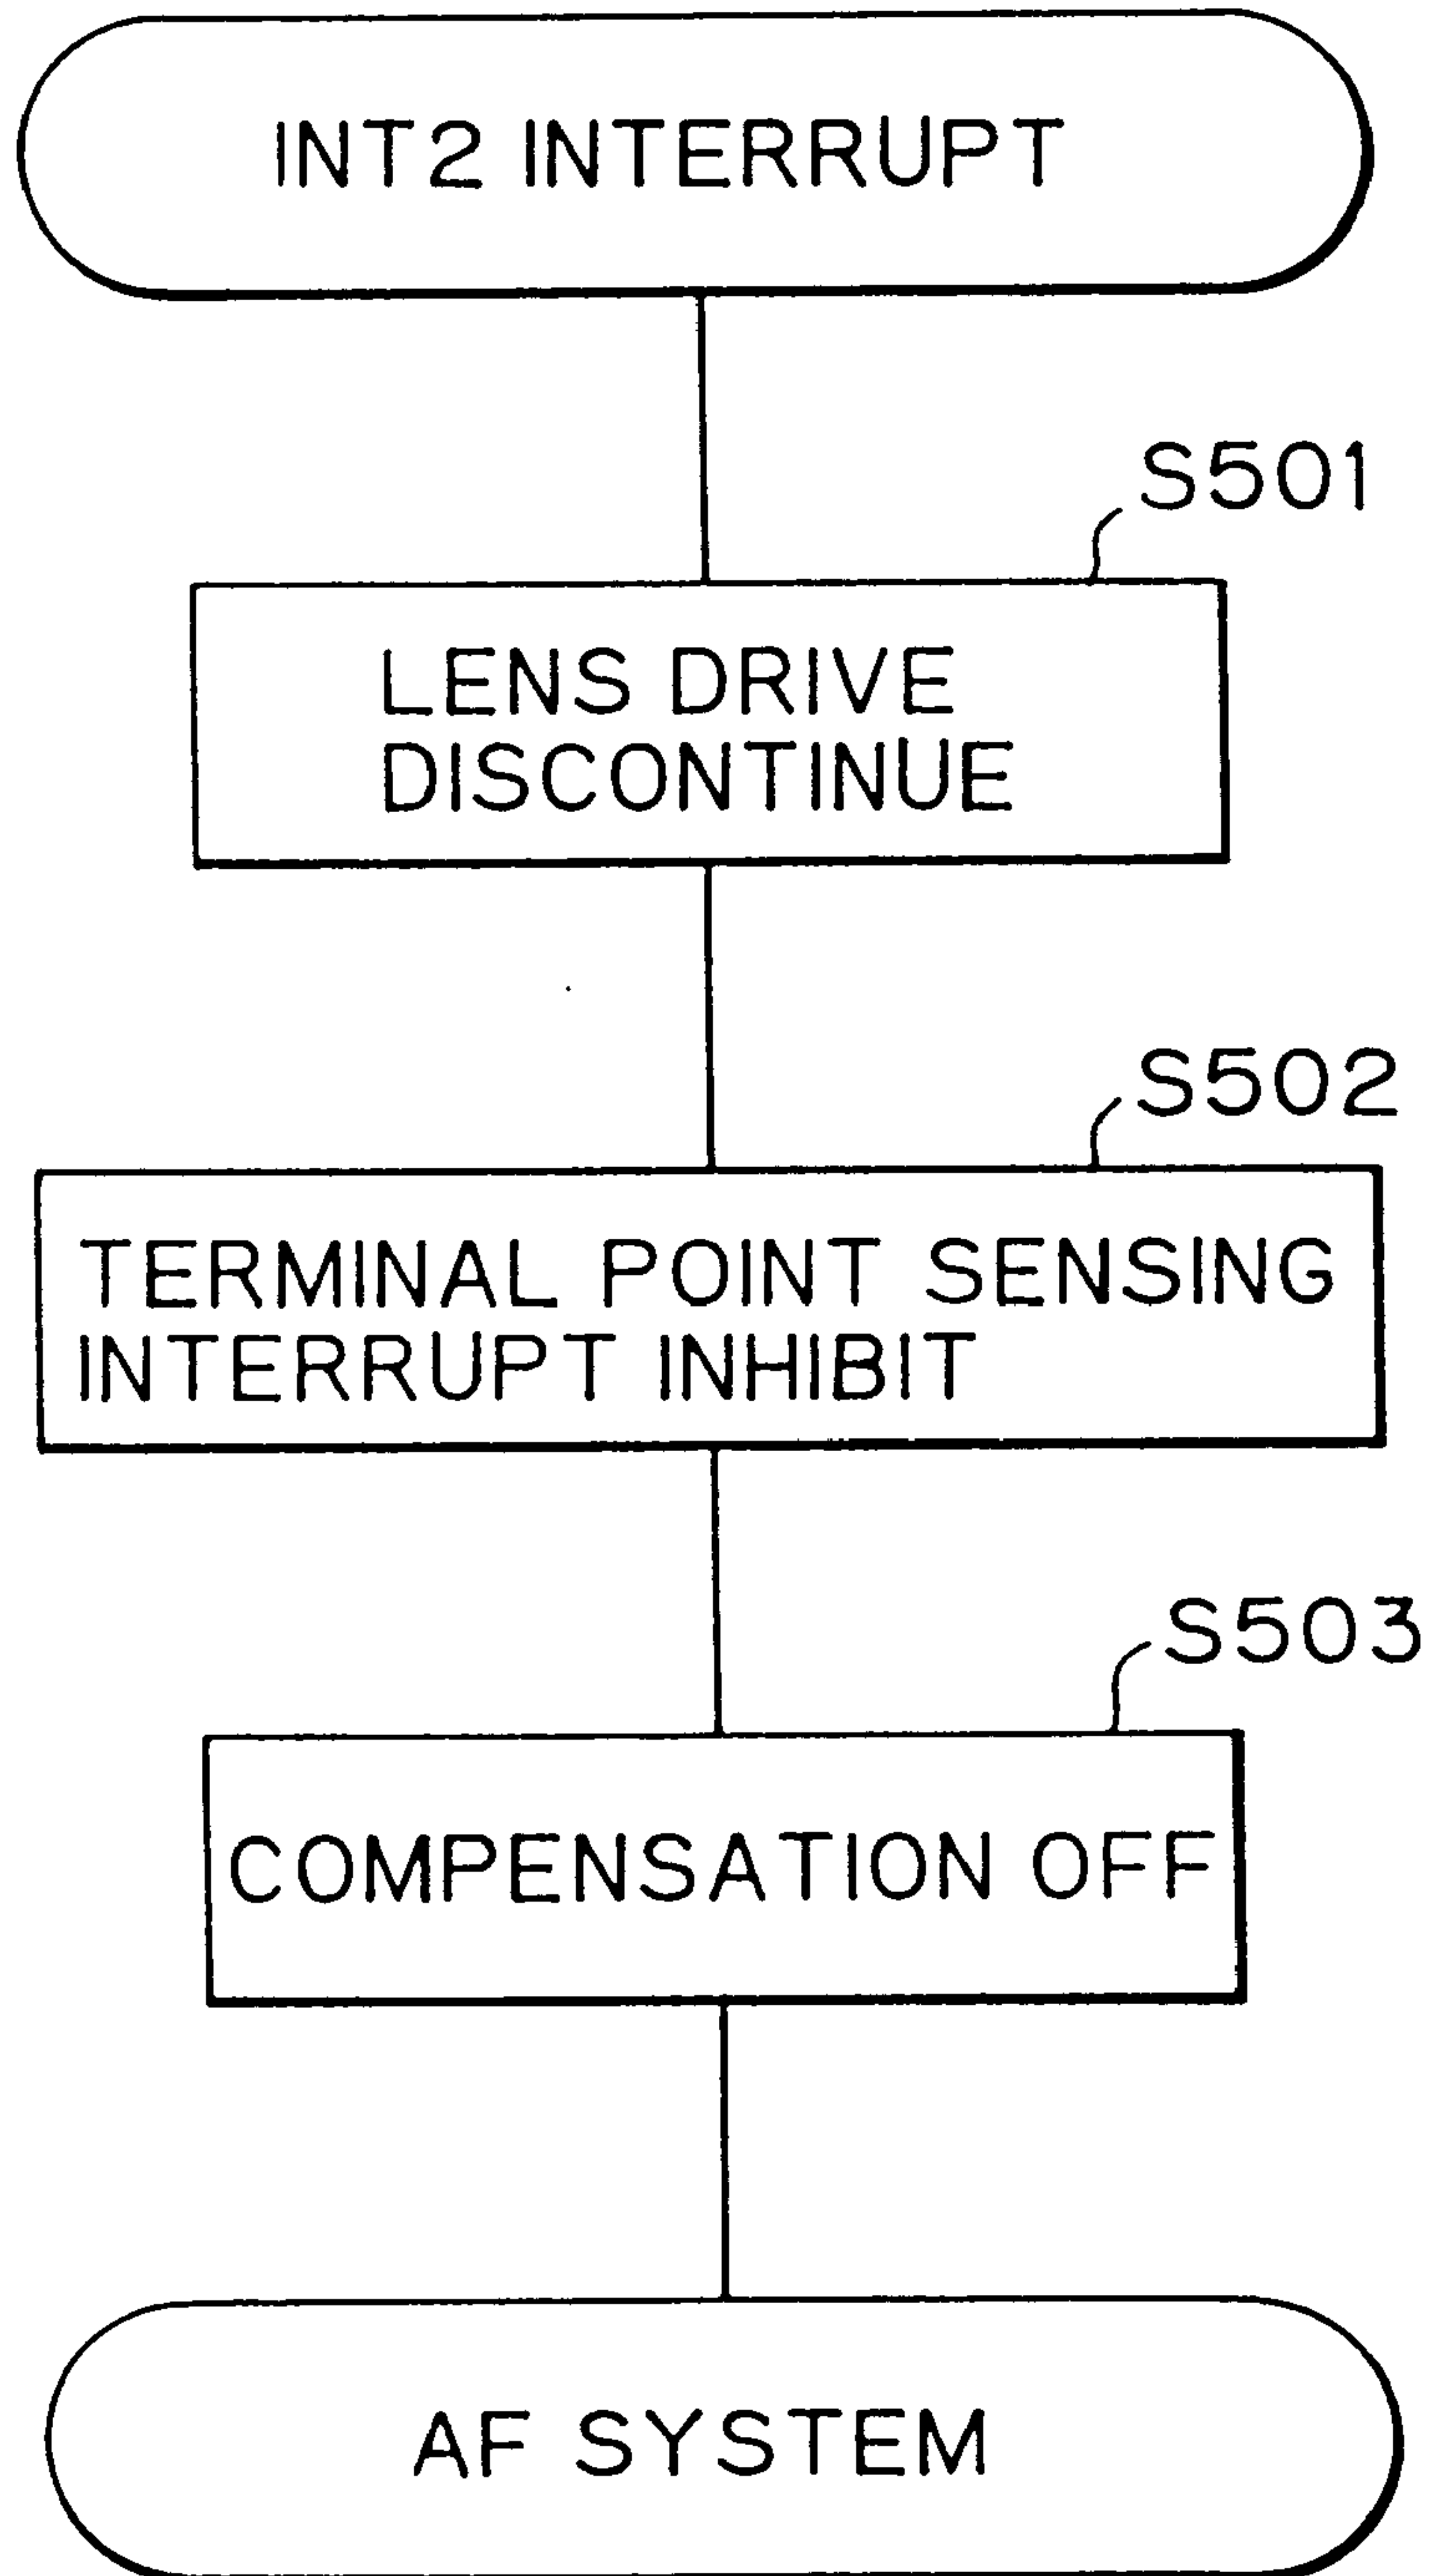 INT2 INTERRUPT
S501
LENS DRIVE
DISCONTINUE
S502
TERMINAL POINT SENSING
INTERRUPT INHIBIT
S503
COMPENSATION OFF
AF SYSTEM